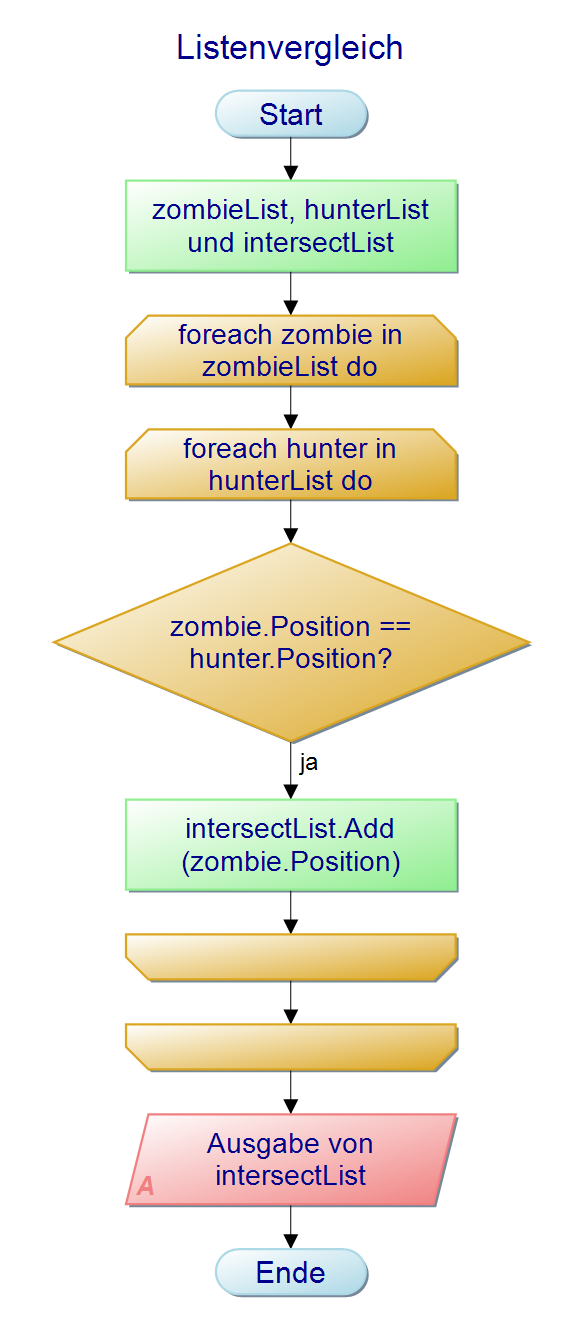 Listenvergleich
Start
zombieList, hunterList
und intersectList
foreach zombie in
zombieList do
foreach hunter in
hunterList do
zombie.Position ==
hunter.Position?
ja
intersectList.Add
(zombie.Position)
Ausgabe von
intersectList
A
Ende